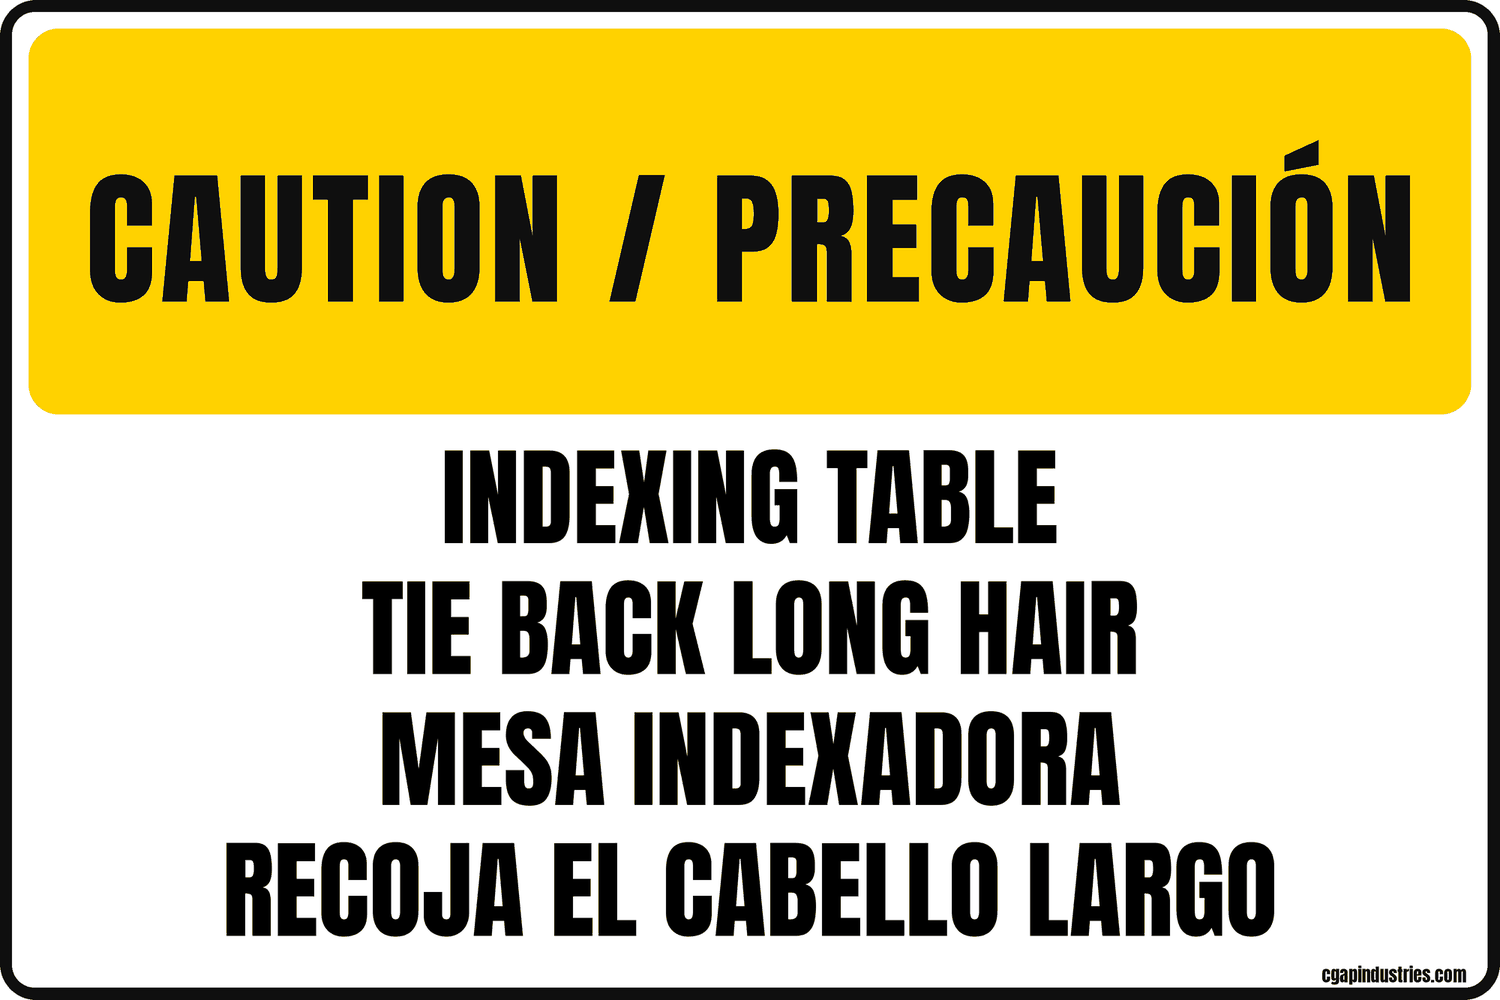 CAUTION / PRECAUCIÓN
INDEXING TABLE
TIE BACK LONG HAIR
MESA INDEXADORA
RECOJA EL CABELLO LARGO
cgapindustries.com